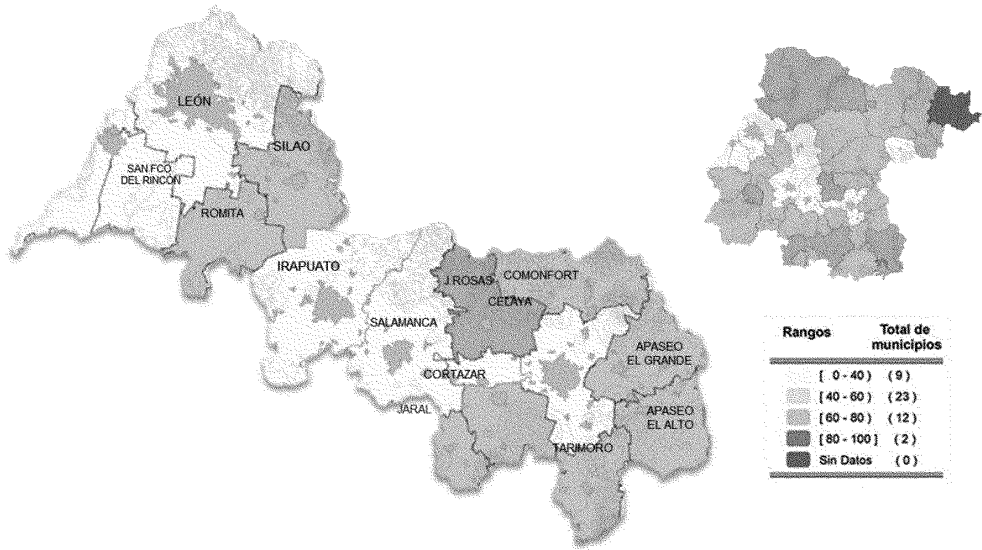 LEÓN
SILAO
SAN FCO
DEL RINCÓN
ROMITA
IRAPUATO
J.ROSAS
COMONFORT
CELAYA
SALAMANCA
APASEO
EL GRANDE
CORTAZAR
JARAL
APASEO
EL ALTO
TARIMORO
Rangos Total de
municipios
[ 0 - 40 ) ( 9 )
[ 40 - 60 ) ( 23 )
[ 60 - 80 ) ( 12 )
[ 80 - 100 ] ( 2 )
Sin Datos ( 0 )